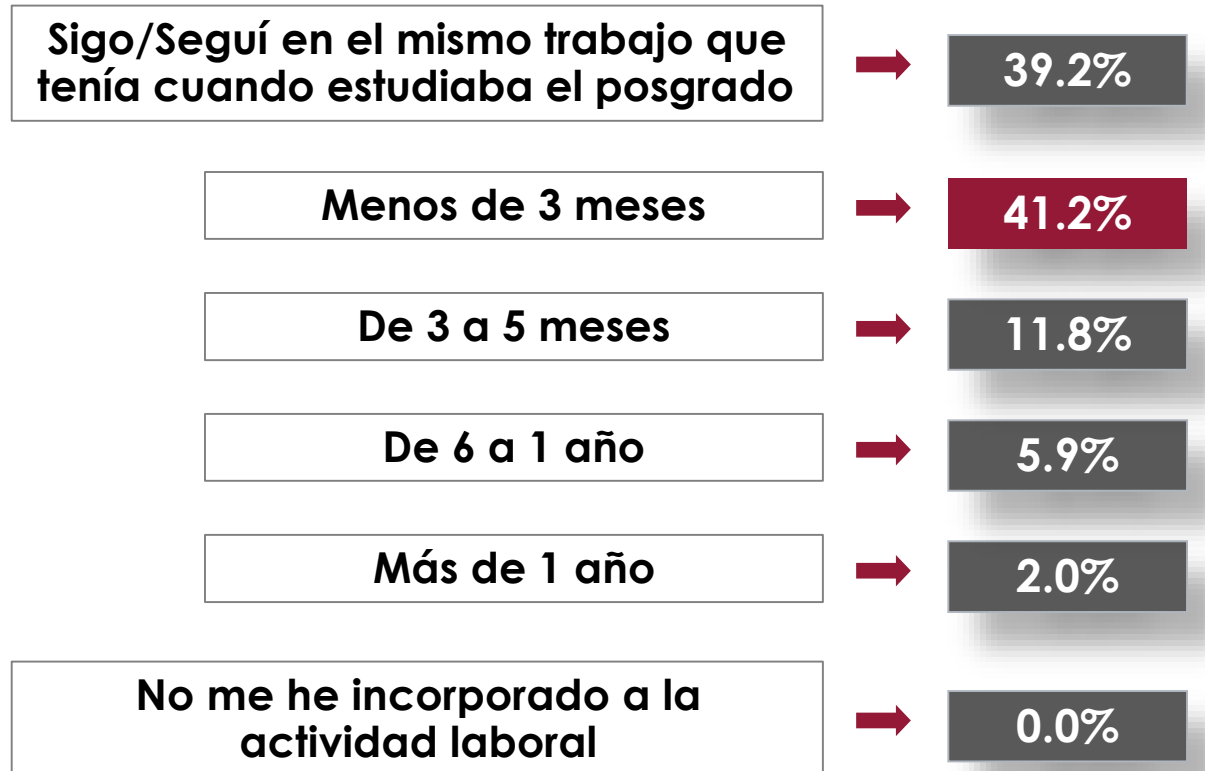 Sigo/Seguí en el mismo trabajo que
tenía cuando estudiaba el posgrado
39.2%
Menos de 3 meses
41.2%
De 3 a 5 meses
11.8%
De 6 a 1 año
5.9%
Más de 1 año
2.0%
No me he incorporado a la
actividad laboral
0.0%